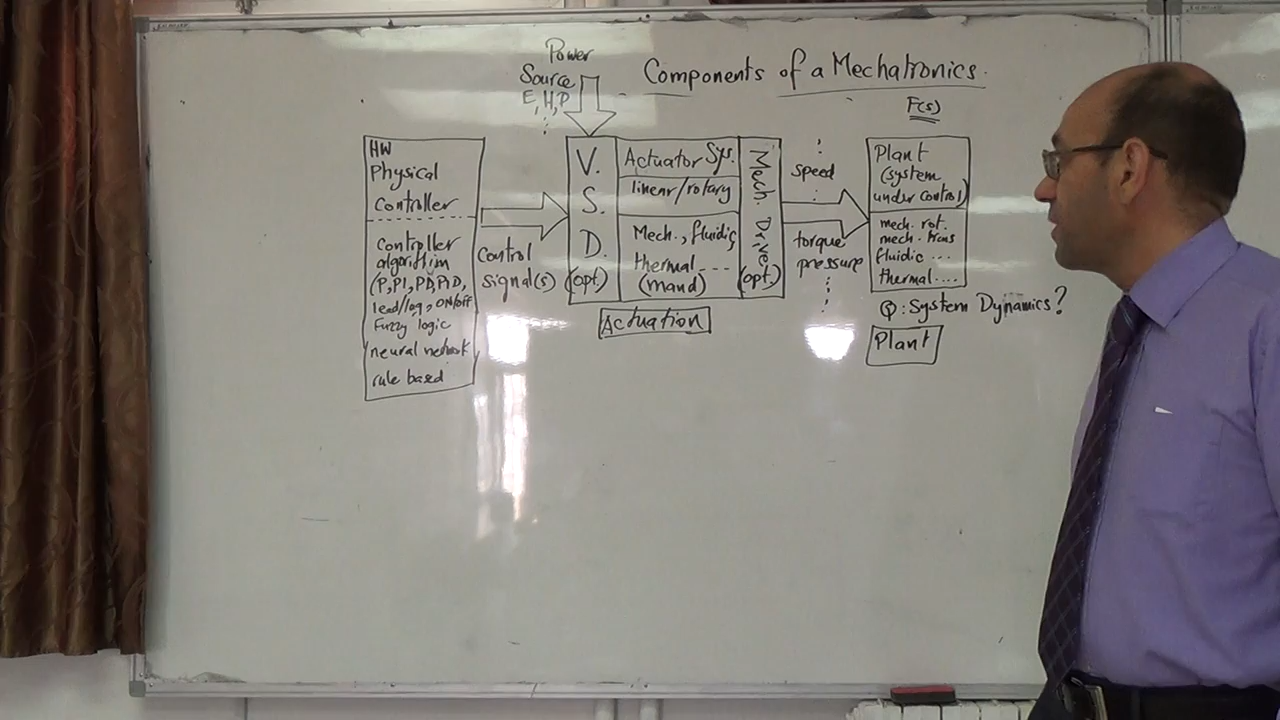 Components of a Mechatronics.
Power
Source
E, H, P
F(s)
HW
Physical
Controller
Controller
algorithm
(P, PI, PD, PID,
lead/lag, ON/off
Fuzzy logic
neural network
rule based
Control
signal(s)
V.
S.
D.
(opt.)
Actuator Sys.
linear/rotary
Mech., fluidic,
thermal ----
(mand)
Mech. Drive
(opt.)
Actuation
speed
torque
pressure
Plant
(system
under control)
mech. rot.
mech. trans
fluidic ...
thermal ....
Q: System Dynamics?
Plant